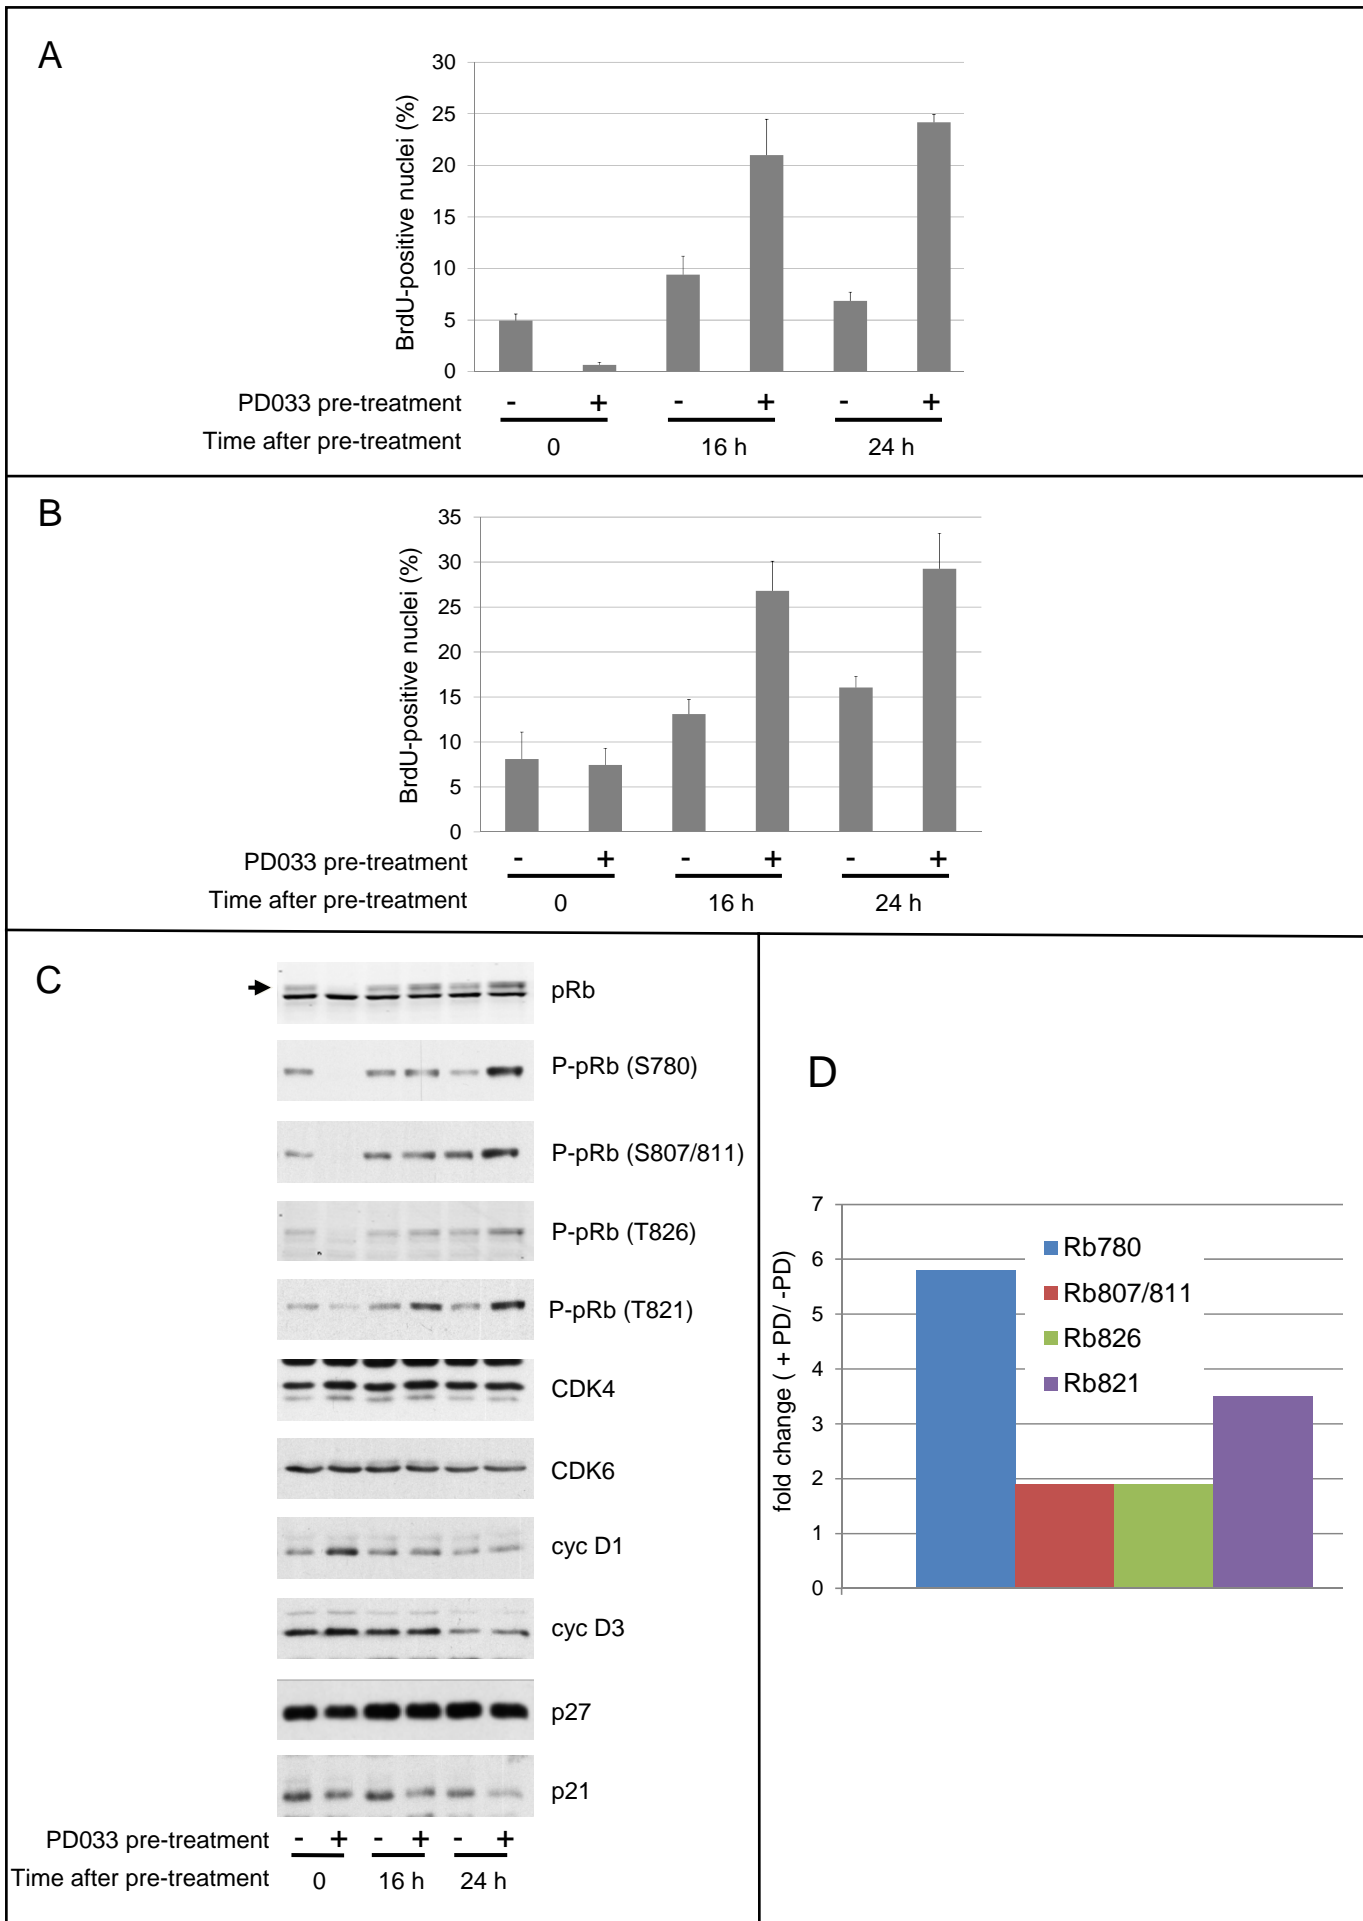 A
BrdU-positive nuclei (%)
30
25
20
15
10
5
0
PD033 pre-treatment - + - + - +
Time after pre-treatment 0 16 h 24 h
B
BrdU-positive nuclei (%)
35
30
25
20
15
10
5
0
PD033 pre-treatment - + - + - +
Time after pre-treatment 0 16 h 24 h
C
pRb
P-pRb (S780)
P-pRb (S807/811)
P-pRb (T826)
P-pRb (T821)
CDK4
CDK6
cyc D1
cyc D3
p27
p21
PD033 pre-treatment - + - + - +
Time after pre-treatment 0 16 h 24 h
D
fold change ( + PD/ -PD)
7
6
5
4
3
2
1
0
Rb780
Rb807/811
Rb826
Rb821